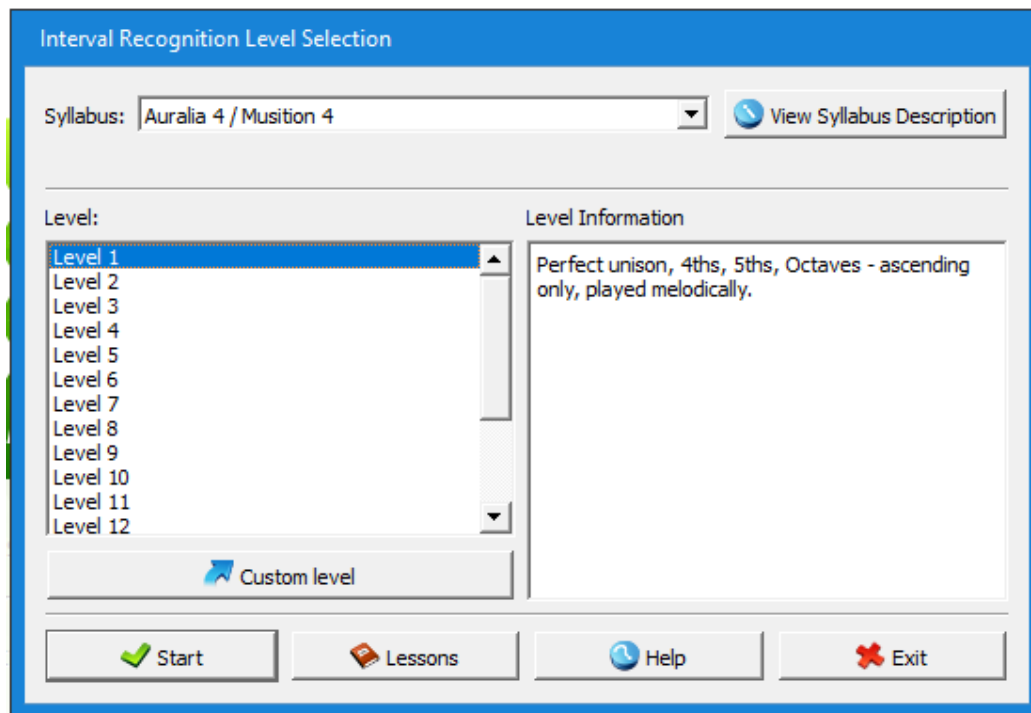 Interval Recognition Level Selection
Syllabus: Auralia 4 / Musition 4 View Syllabus Description
Level:
Level 1
Level 2
Level 3
Level 4
Level 5
Level 6
Level 7
Level 8
Level 9
Level 10
Level 11
Level 12
Custom level
Level Information
Perfect unison, 4ths, 5ths, Octaves - ascending
only, played melodically.
Start Lessons Help Exit